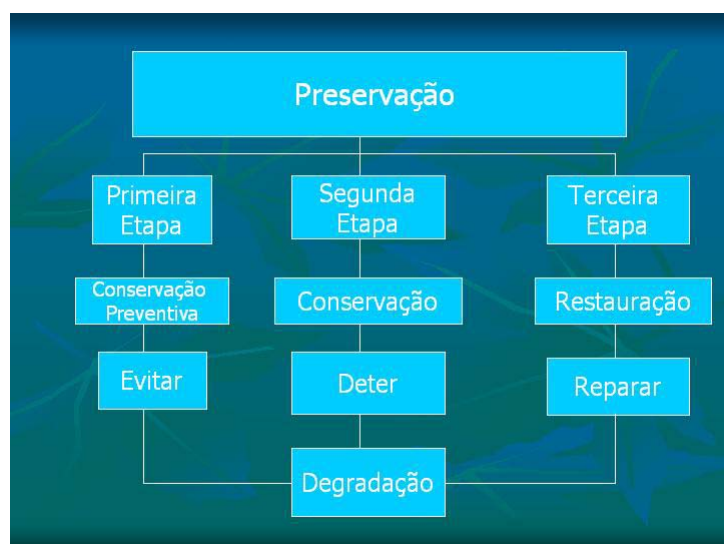 Preservação
Primeira
Etapa
Segunda
Etapa
Terceira
Etapa
Conservação
Preventiva
Conservação
Restauração
Evitar
Deter
Reparar
Degradação